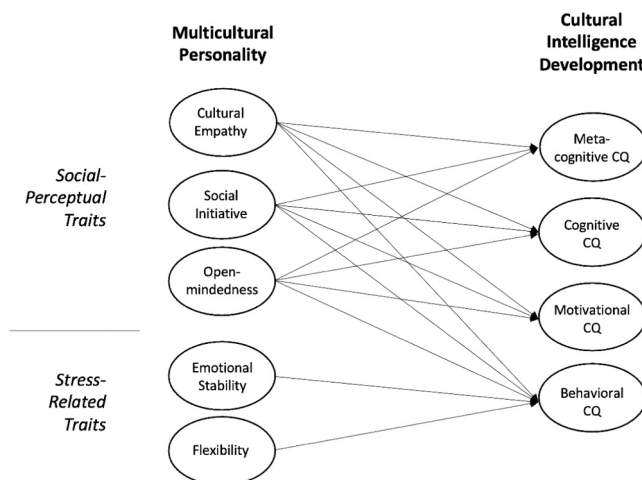 Multicultural
Personality
Cultural
Intelligence
Development
Social-
Perceptual
Traits
Cultural
Empathy
Social
Initiative
Open-
mindedness
Meta-
cognitive CQ
Cognitive
CQ
Motivational
CQ
Behavioral
CQ
Stress-
Related
Traits
Emotional
Stability
Flexibility